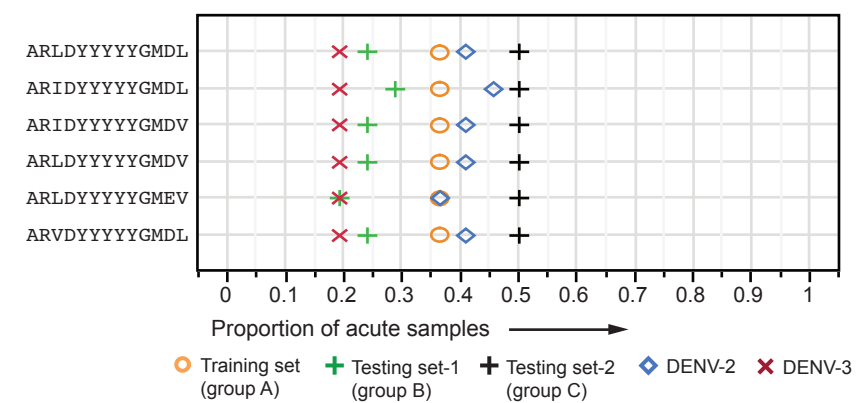 ARLDYYYYYGMDL
ARIDYYYYYGMDL
ARIDYYYYYGMDV
ARLDYYYYYGMDV
ARLDYYYYYGMEV
ARVDYYYYYGMDL
0 0.1 0.2 0.3 0.4 0.5 0.6 0.7 0.8 0.9 1
Proportion of acute samples
Training set (group A)
Testing set-1 (group B)
Testing set-2 (group C)
DENV-2
DENV-3